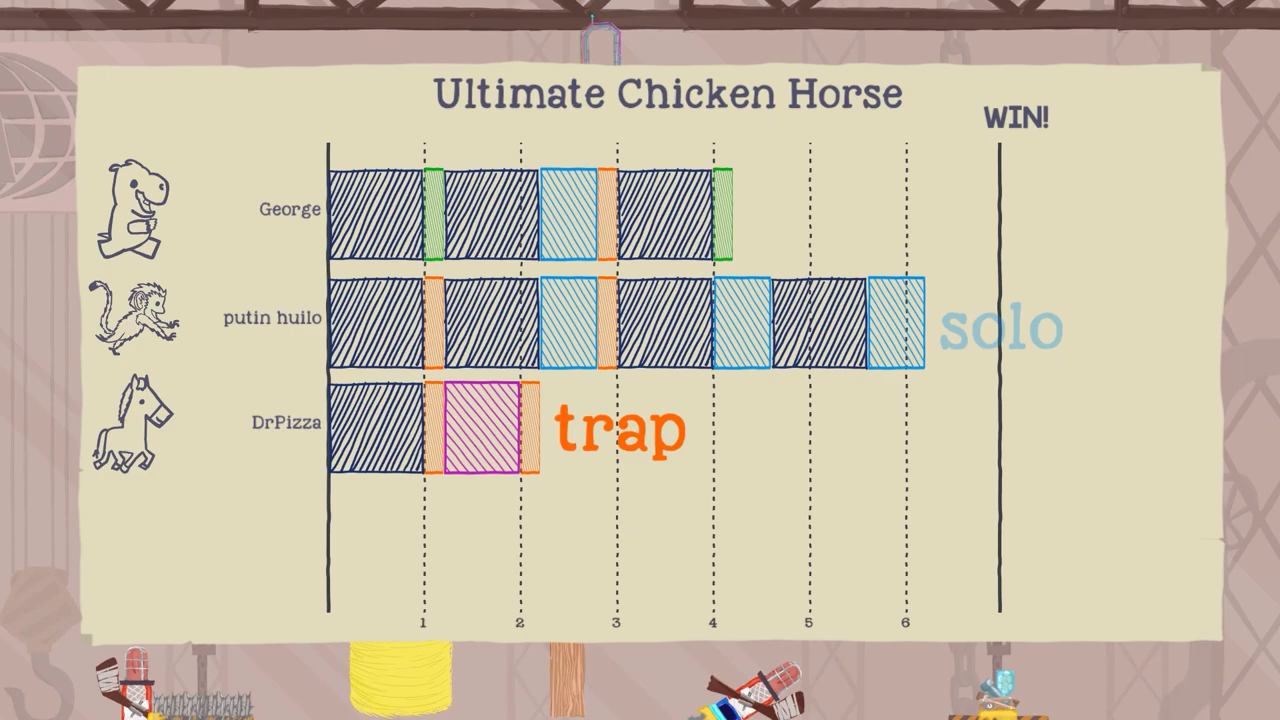 Ultimate Chicken Horse
WIN!
George
putin huilo
solo
DrPizza
trap
1 2 3 4 5 6